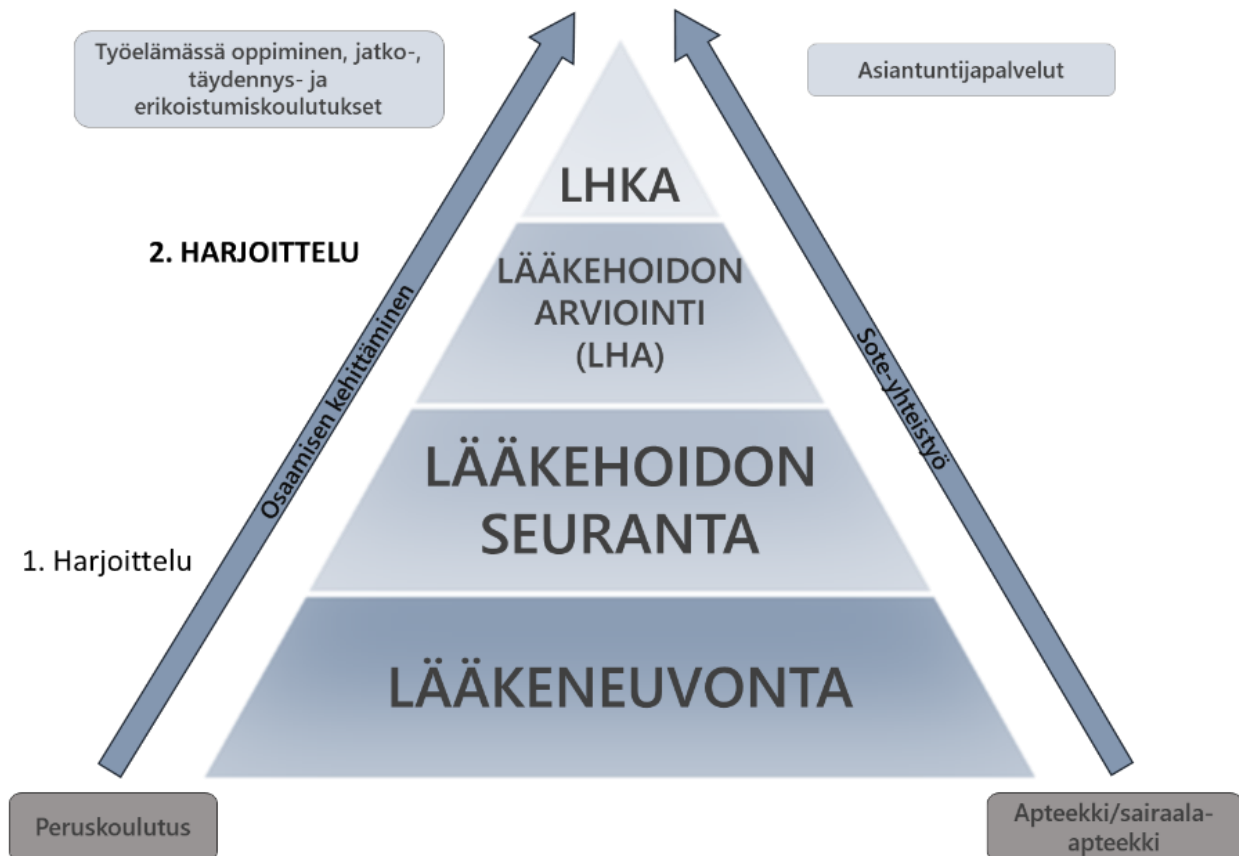 Työelämässä oppiminen, jatko-,
täydennys- ja
erikoistumiskoulutukset
Asiantuntijapalvelut
LHKA
2. HARJOITTELU
LÄÄKEHOIDON
ARVIOINTI
(LHA)
Osaamisen kehittäminen
Sote-yhteistyö
LÄÄKEHOIDON
SEURANTA
1. Harjoittelu
LÄÄKENEUVONTA
Peruskoulutus
Apteekki/sairaala-
apteekki